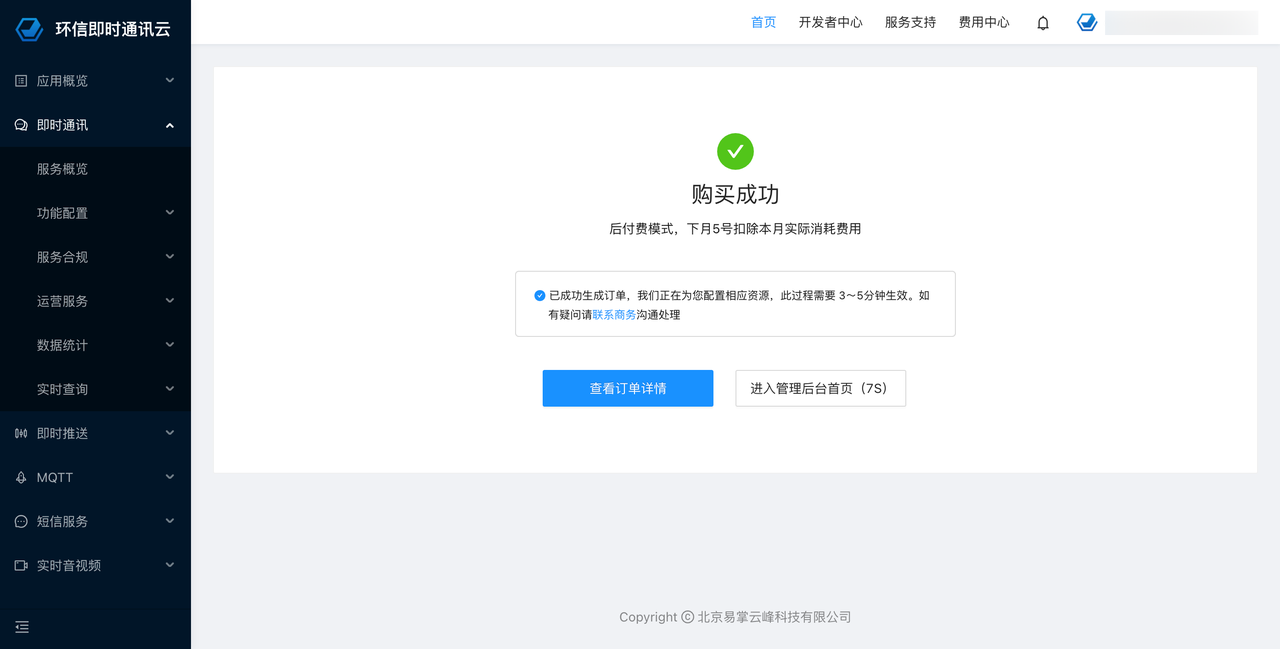 环信即时通讯云
首页 开发者中心 服务支持 费用中心
应用概览
即时通讯
服务概览
功能配置
服务合规
运营服务
数据统计
实时查询
即时推送
MQTT
短信服务
实时音视频
购买成功
后付费模式，下月5号扣除本月实际消耗费用
已成功生成订单，我们正在为您配置相应资源，此过程需要 3～5分钟生效。如
有疑问请联系商务沟通处理
查看订单详情 进入管理后台首页（7S）
Copyright © 北京易掌云峰科技有限公司